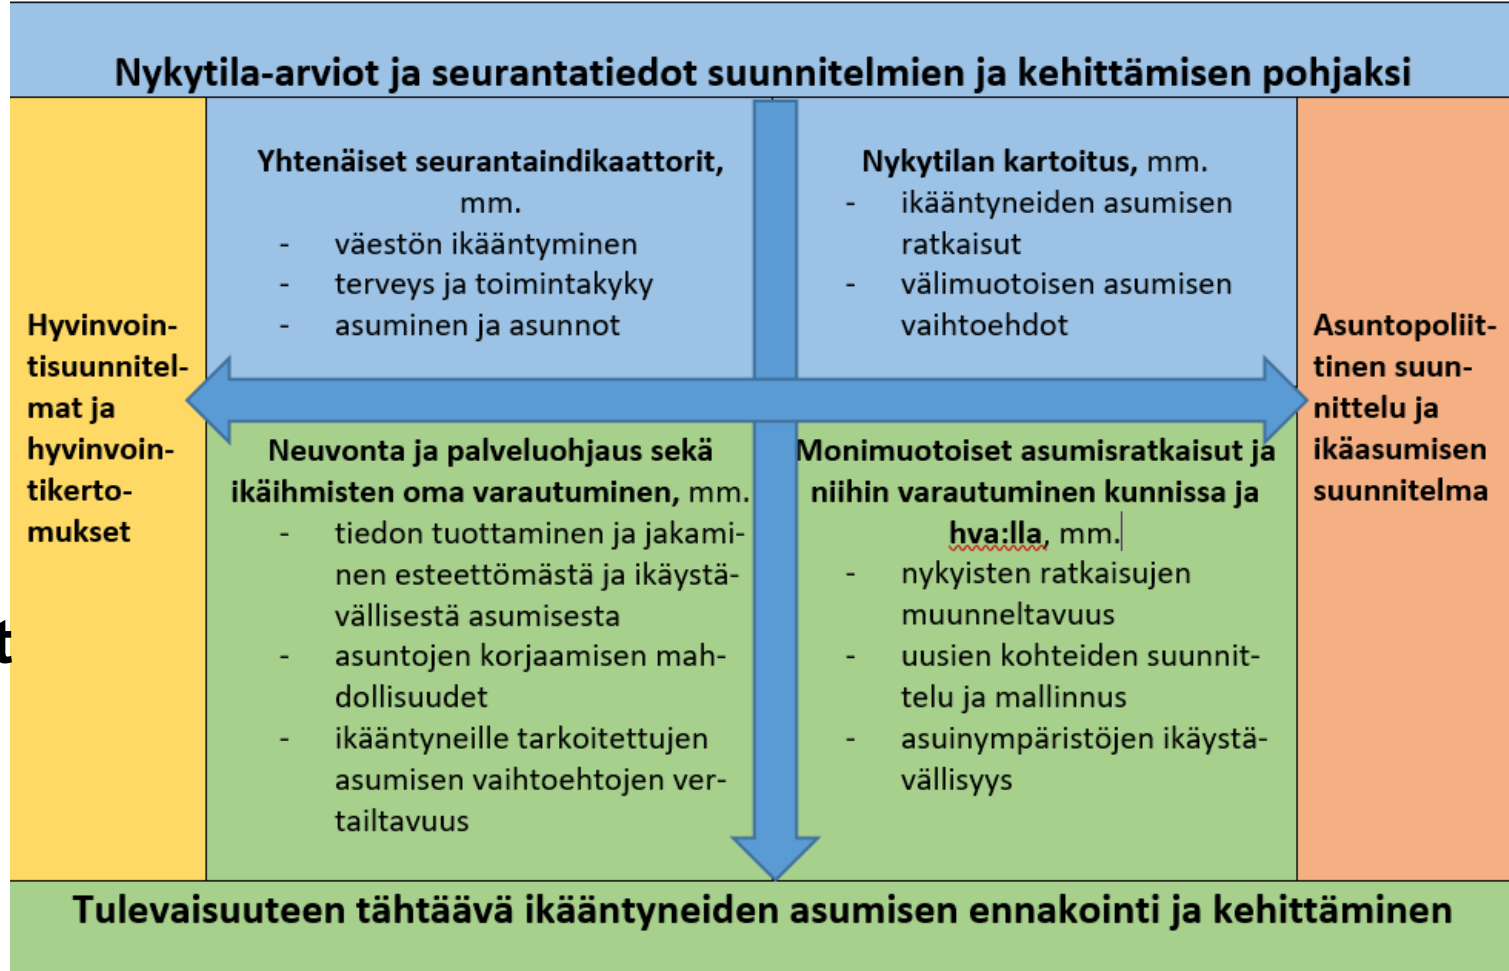 Nykytila-arviot ja seurantatiedot suunnitelmien ja kehittämisen pohjaksi
Hyvinvoin-
tisuunnitel-
mat ja
hyvinvoin-
tikerto-
mukset
Yhtenäiset seurantaindikaattorit,
mm.
- väestön ikääntyminen
- terveys ja toimintakyky
- asuminen ja asunnot
Nykytilan kartoitus, mm.
- ikääntyneiden asumisen
ratkaisut
- välimuotoisen asumisen
vaihtoehdot
Neuvonta ja palveluohjaus sekä
ikäihmisten oma varautuminen, mm.
- tiedon tuottaminen ja jakami-
nen esteettömästä ja ikäystä-
vällisestä asumisesta
- asuntojen korjaamisen mah-
dollisuudet
- ikääntyneille tarkoitettujen
asumisen vaihtoehtojen ver-
tailtavuus
Monimuotoiset asumisratkaisut ja
niihin varautuminen kunnissa ja
hva:lla, mm.
- nykyisten ratkaisujen
muunneltavuus
- uusien kohteiden suunnit-
telu ja mallinnus
- asuinympäristöjen ikäystä-
vällisyys
Asuntopoliit-
tinen suun-
nittelu ja
ikäasumisen
suunnitelma
t
Tulevaisuuteen tähtäävä ikääntyneiden asumisen ennakointi ja kehittäminen